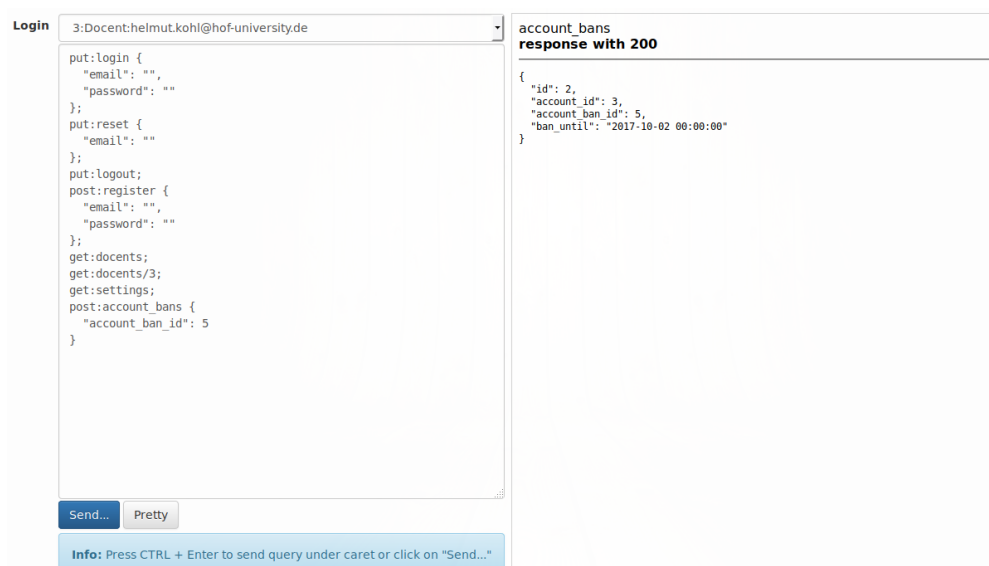 Login
3:Docent:helmut.kohl@hof-university.de
put:login {
  "email": "",
  "password": ""
};
put:reset {
  "email": ""
};
put:logout;
post:register {
  "email": "",
  "password": ""
};
get:docents;
get:docents/3;
get:settings;
post:account_bans {
  "account_ban_id": 5
}
Send...
Pretty
Info: Press CTRL + Enter to send query under caret or click on "Send..."
account_bans
response with 200
{
  "id": 2,
  "account_id": 3,
  "account_ban_id": 5,
  "ban_until": "2017-10-02 00:00:00"
}